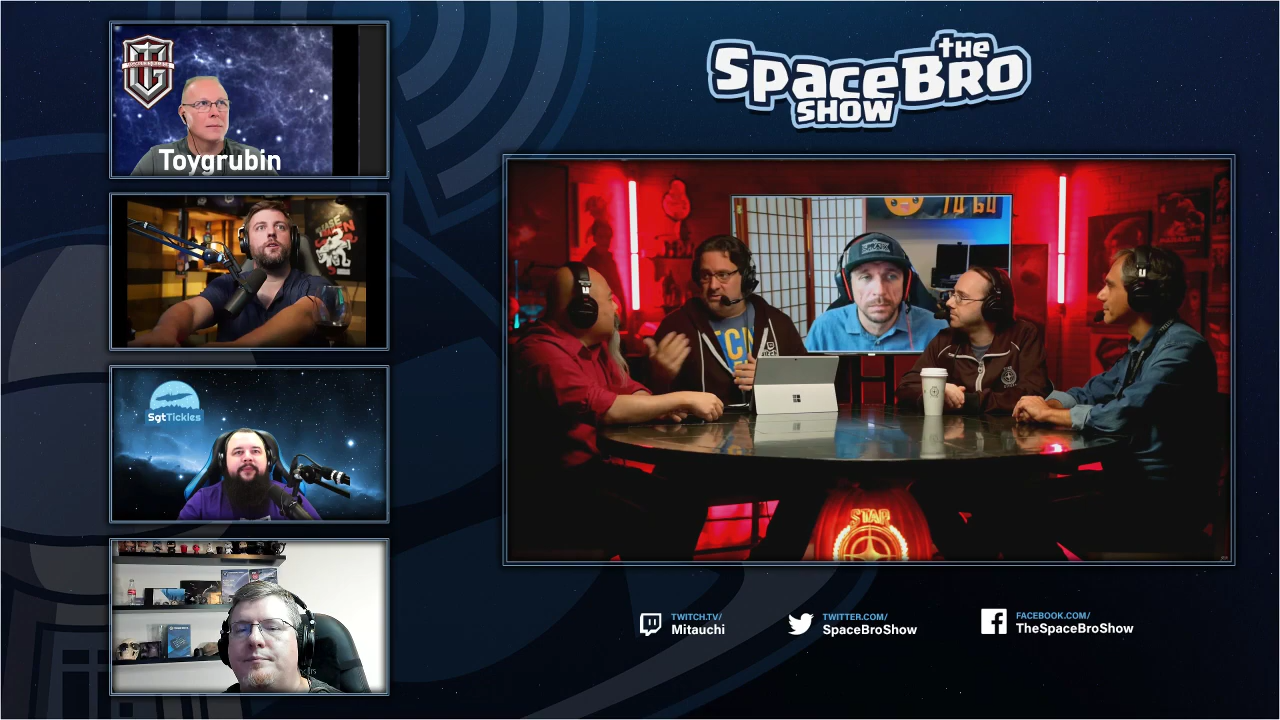 Toygrubin
SgtTickles
THE
SPACEBRO
SHOW
STAR
TWITCH.TV/
Mitauchi
TWITTER.COM/
SpaceBroShow
FACEBOOK.COM/
TheSpaceBroShow